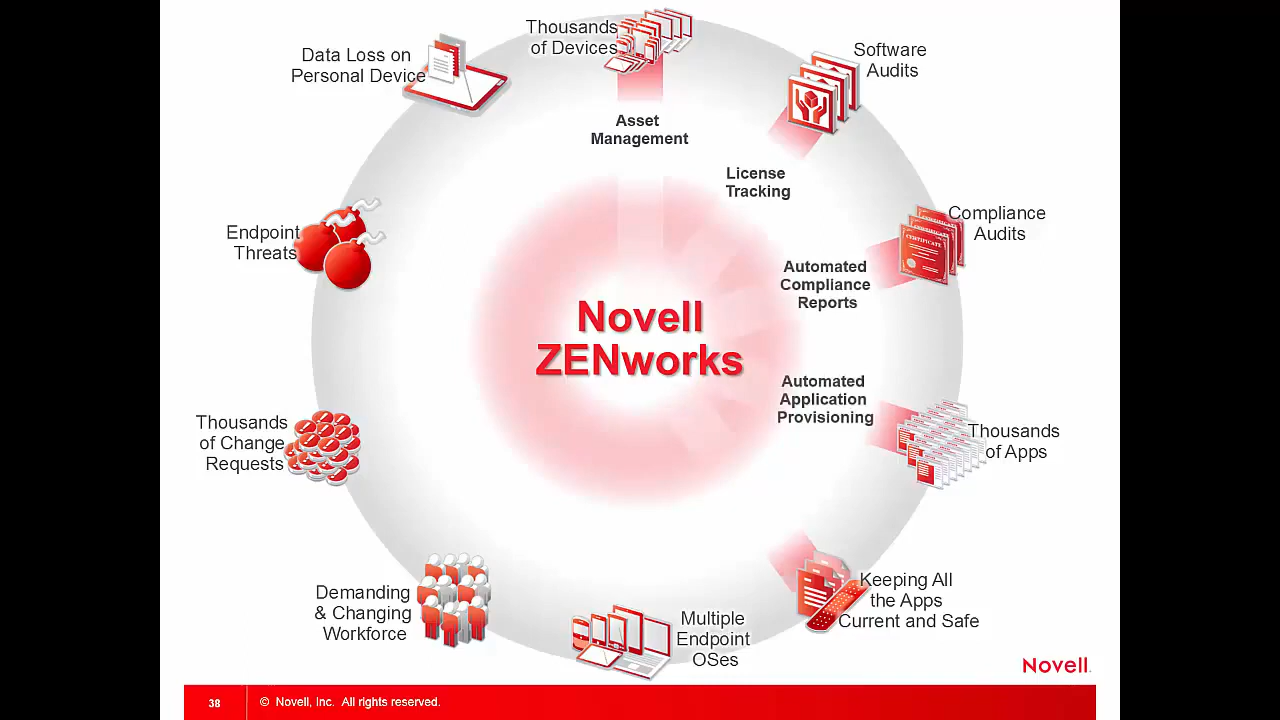 Thousands
of Devices
Data Loss on
Personal Device
Software
Audits
Asset
Management
License
Tracking
Compliance
Audits
CERTIFICATE
Endpoint
Threats
Automated
Compliance
Reports
Novell
ZENworks
Automated
Application
Provisioning
Thousands
of Change
Requests
Thousands
of Apps
Keeping All
the Apps
Current and Safe
Demanding
& Changing
Workforce
Multiple
Endpoint
OSes
Novell.
38
© Novell, Inc. All rights reserved.